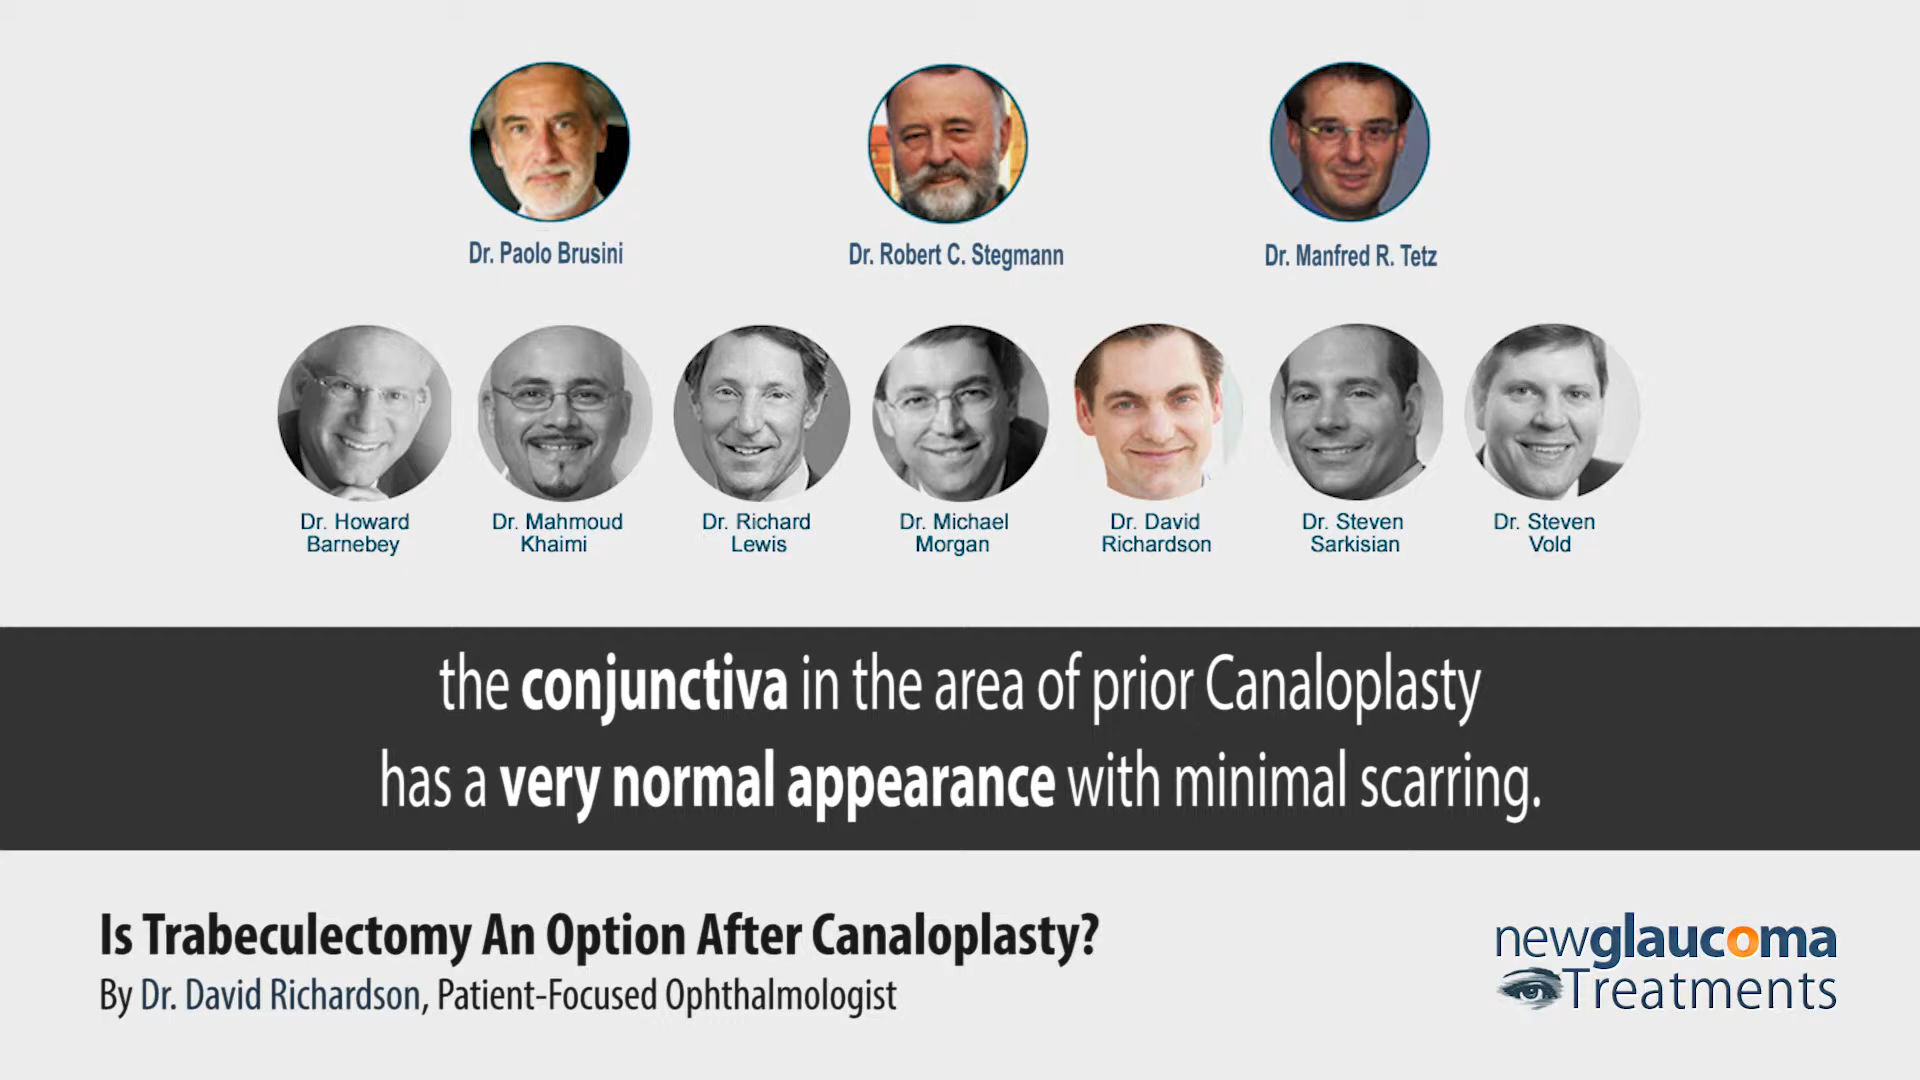 Dr. Paolo Brusini
Dr. Robert C. Stegmann
Dr. Manfred R. Tetz
Dr. Howard
Barnebey
Dr. Mahmoud
Khaimi
Dr. Richard
Lewis
Dr. Michael
Morgan
Dr. David
Richardson
Dr. Steven
Sarkisian
Dr. Steven
Vold
the conjunctiva in the area of prior Canaloplasty
has a very normal appearance with minimal scarring.
Is Trabeculectomy An Option After Canaloplasty?
By Dr. David Richardson, Patient-Focused Ophthalmologist
newglaucoma
Treatments